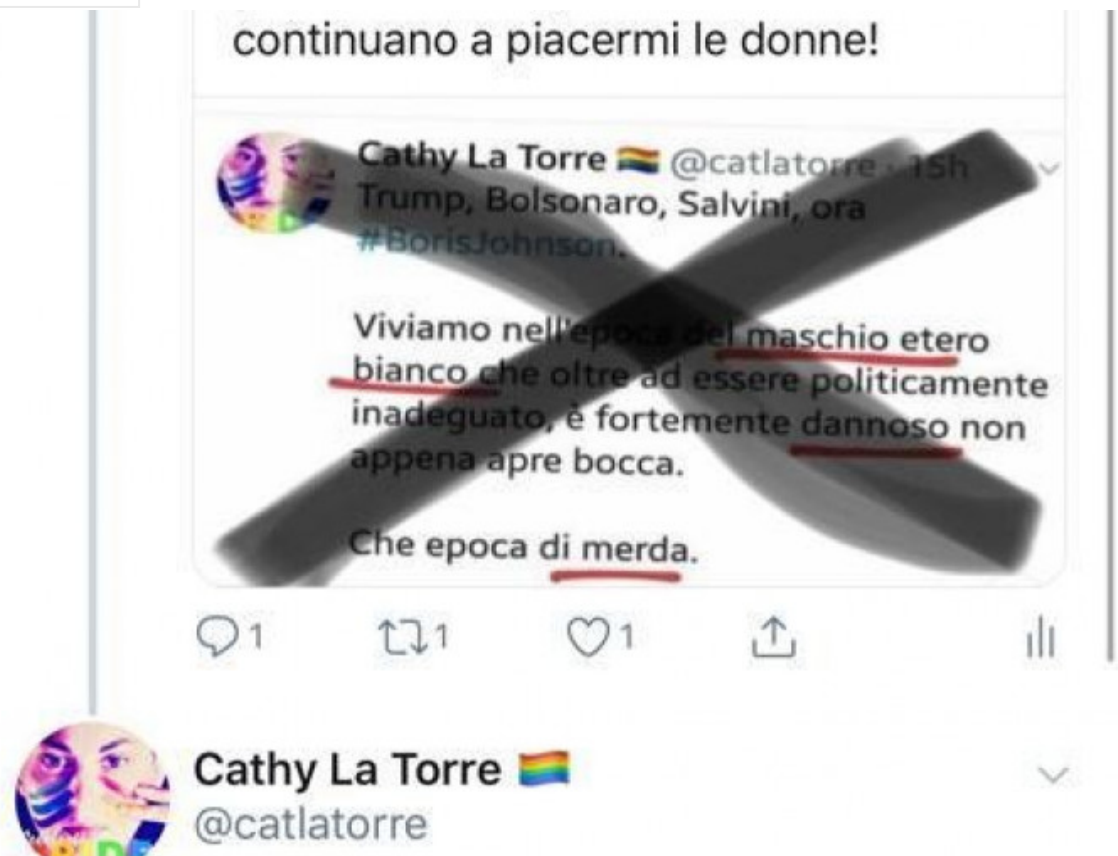 continuano a piacermi le donne!
Cathy La Torre 🏳️‍🌈 @catlatorre · 15h
Trump, Bolsonaro, Salvini, ora
#BorisJohnson.
Viviamo nell'epoca del maschio etero
bianco che oltre ad essere politicamente
inadeguato, è fortemente dannoso non
appena apre bocca.
Che epoca di merda.
1 1 1
Cathy La Torre 🏳️‍🌈
@catlatorre